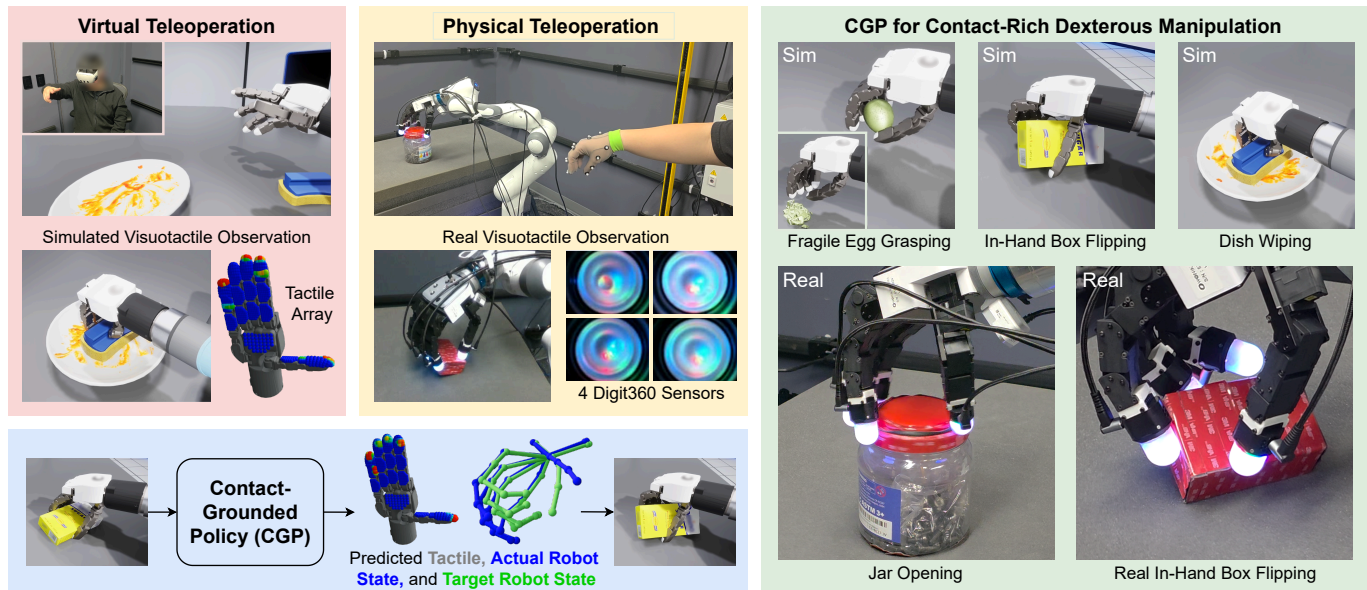 Virtual Teleoperation
Simulated Visuotactile Observation
Tactile
Array
Physical Teleoperation
Real Visuotactile Observation
4 Digit360 Sensors
Contact-
Grounded
Policy (CGP)
Predicted Tactile, Actual Robot
State, and Target Robot State
CGP for Contact-Rich Dexterous Manipulation
Sim
Sim
Sim
Fragile Egg Grasping
In-Hand Box Flipping
Dish Wiping
Real
Real
Jar Opening
Real In-Hand Box Flipping